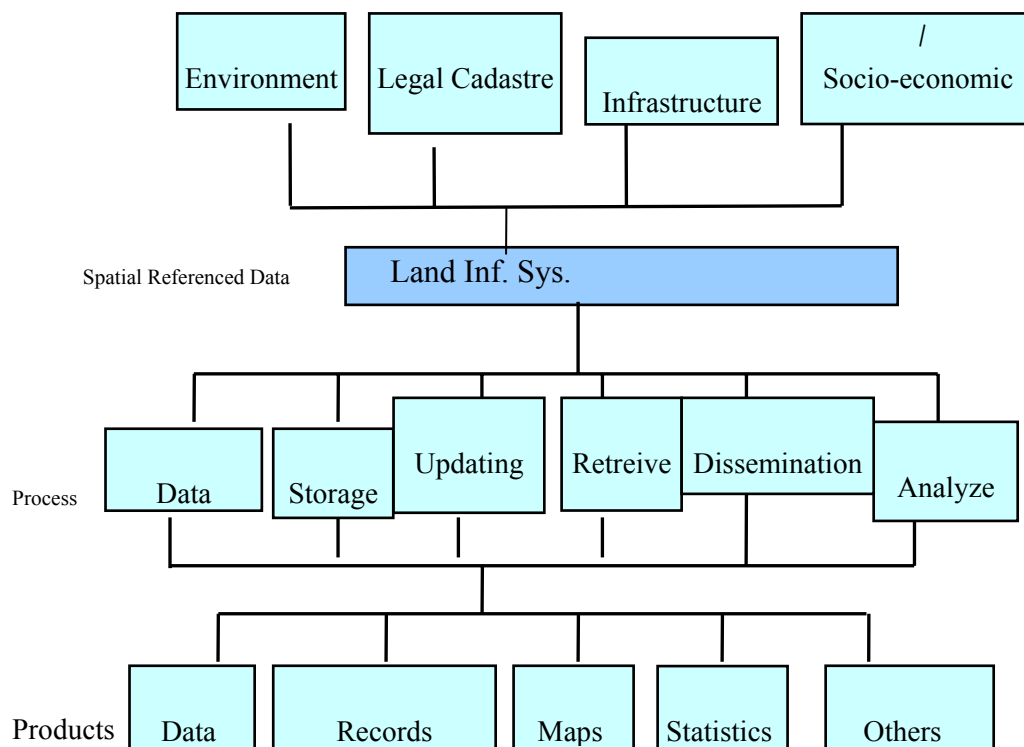 /
Environment
Legal Cadastre
Infrastructure
Socio-economic
Spatial Referenced Data
Land Inf. Sys.
Process
Data
Storage
Updating
Retreive
Dissemination
Analyze
Products
Data
Records
Maps
Statistics
Others